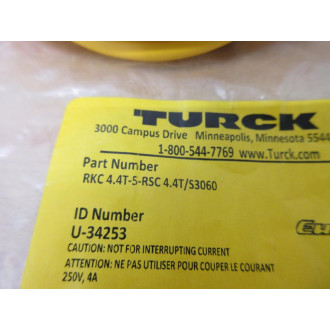 TURCK
3000 Campus Drive Minneapolis, Minnesota 5544
1-800-544-7769 www.Turck.com
Part Number
RKC 4.4T-5-RSC 4.4T/S3060
ID Number
U-34253
CAUTION: NOT FOR INTERRUPTING CURRENT
ATTENTION: NE PAS UTILISER POUR COUPER LE COURANT
250V, 4A